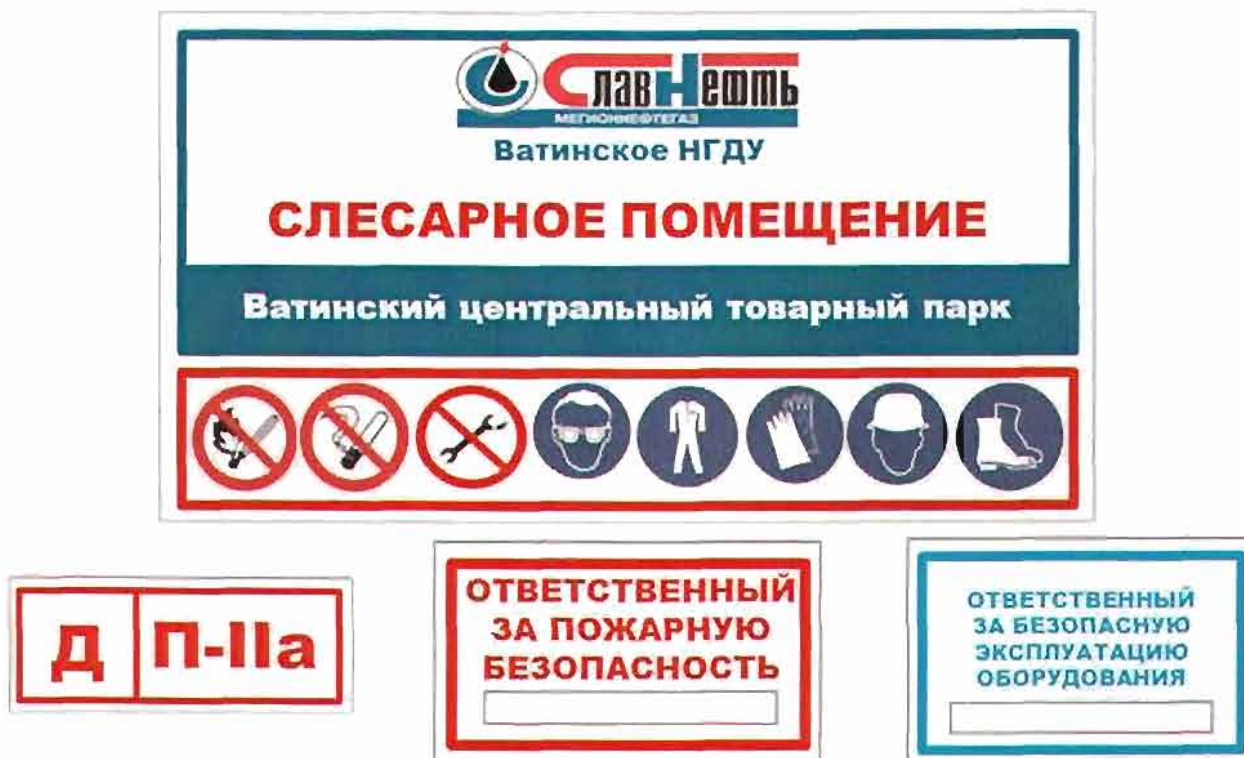 СлавНефть
МЕГИОННЕФТЕГАЗ
Ватинское НГДУ
СЛЕСАРНОЕ ПОМЕЩЕНИЕ
Ватинский центральный товарный парк
Д П-IIа
ОТВЕТСТВЕННЫЙ
ЗА ПОЖАРНУЮ
БЕЗОПАСНОСТЬ
ОТВЕТСТВЕННЫЙ
ЗА БЕЗОПАСНУЮ
ЭКСПЛУАТАЦИЮ
ОБОРУДОВАНИЯ